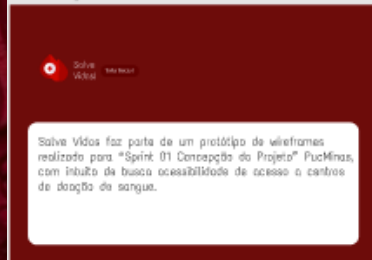 Salve
Vidas!
Salve Vidas faz parte de um protótipo de wireframes
realizado para "Sprint 01 Concepção do Projeto" PucMinas,
com intuito de busca acessibilidade de acesso a centros
de doação de sangue.